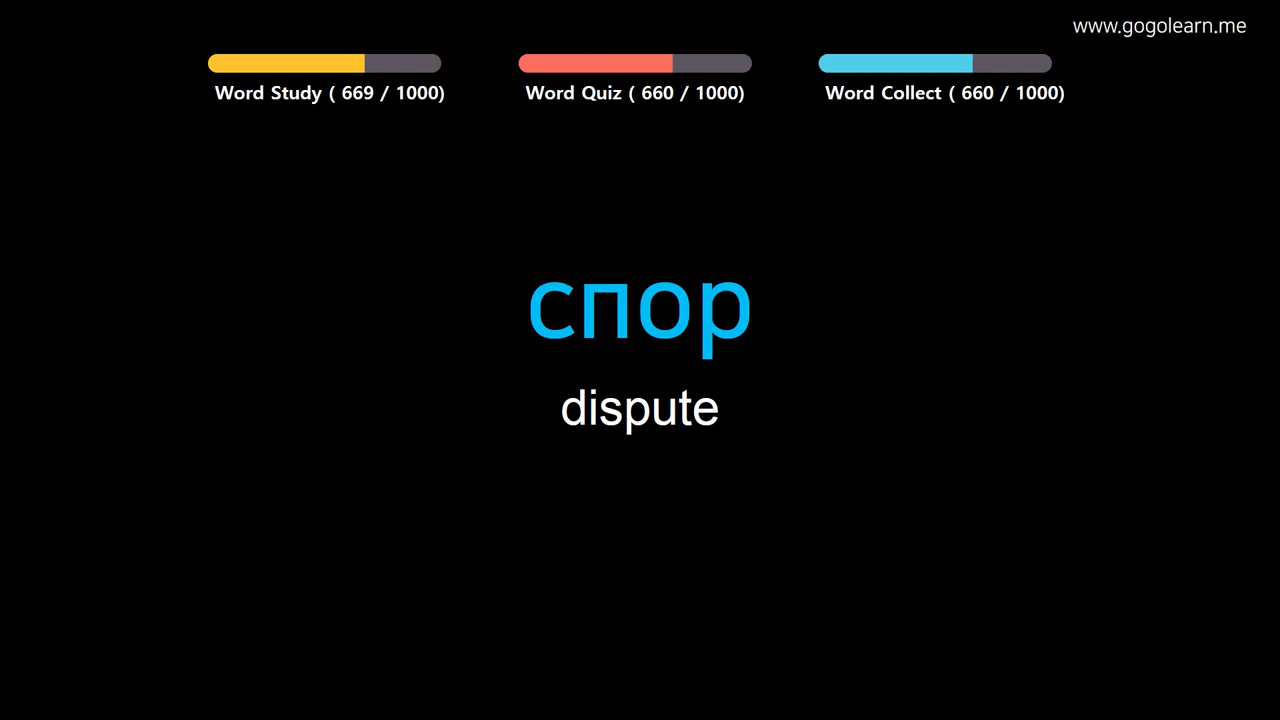 www.gogolearn.me
Word Study ( 669 / 1000)
Word Quiz ( 660 / 1000)
Word Collect ( 660 / 1000)
спор
dispute